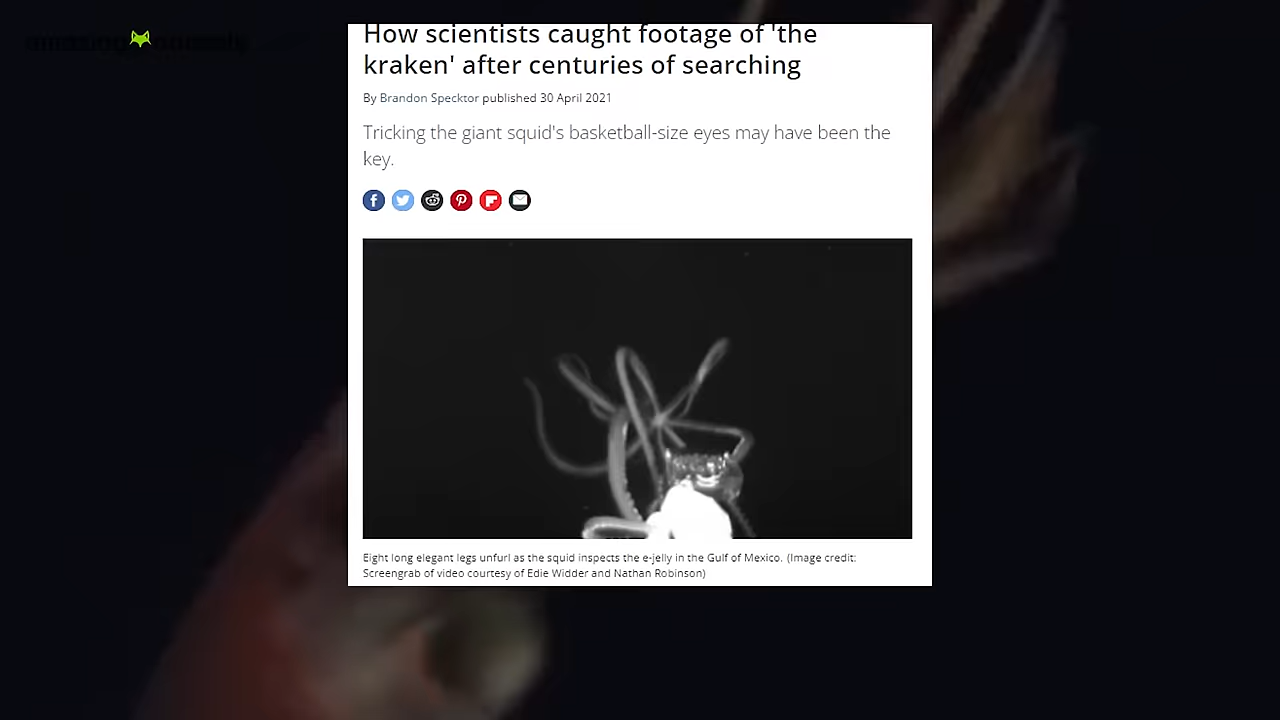 How scientists caught footage of 'the
kraken' after centuries of searching
By Brandon Specktor published 30 April 2021
Tricking the giant squid's basketball-size eyes may have been the
key.
Eight long elegant legs unfurl as the squid inspects the e-jelly in the Gulf of Mexico. (Image credit:
Screengrab of video courtesy of Edie Widder and Nathan Robinson)